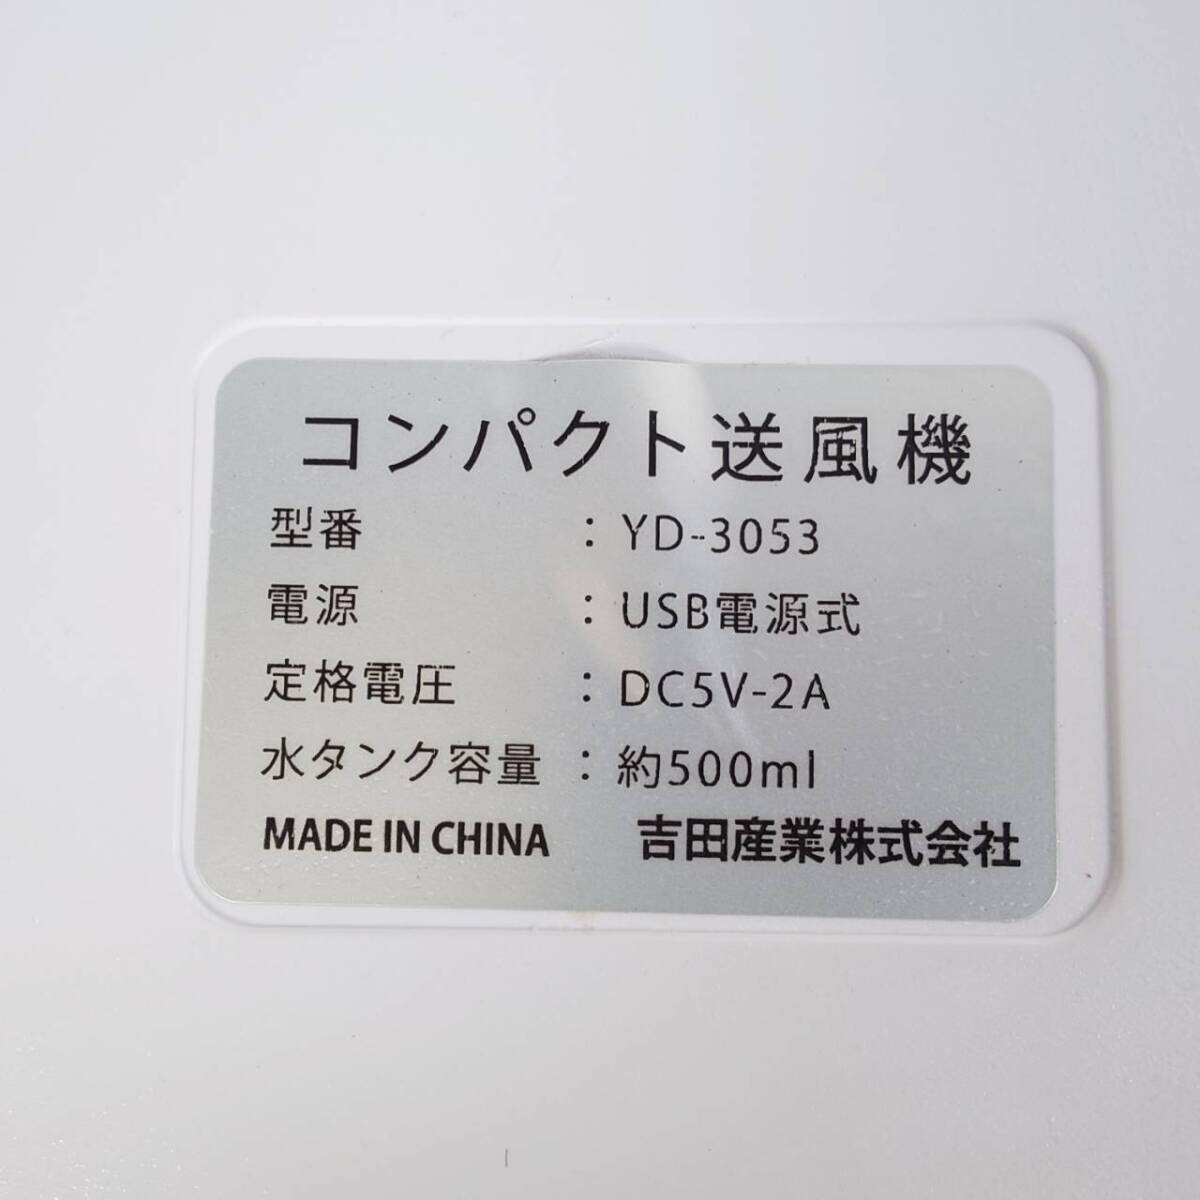 コンパクト送風機
型番 : YD-3053
電源 : USB電源式
定格電圧 : DC5V-2A
水タンク容量 : 約500ml
MADE IN CHINA 吉田産業株式会社